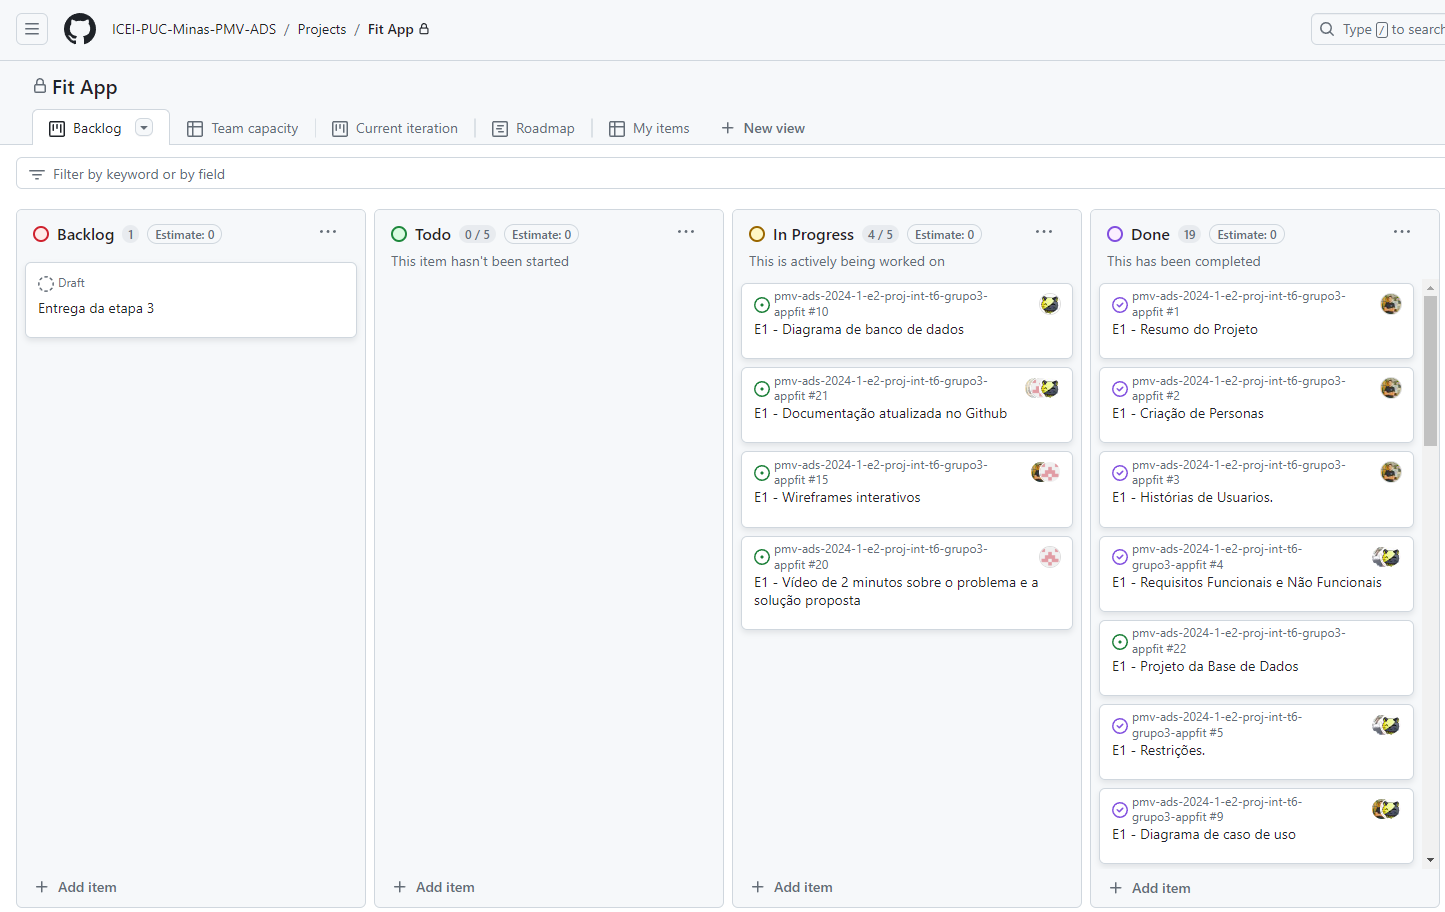 ICEI-PUC-Minas-PMV-ADS / Projects / Fit App
Type / to search
Fit App
Backlog
Team capacity
Current iteration
Roadmap
My items
New view
Filter by keyword or by field
Backlog 1 Estimate: 0
Draft
Entrega da etapa 3
Add item
Todo 0 / 5 Estimate: 0
This item hasn't been started
Add item
In Progress 4 / 5 Estimate: 0
This is actively being worked on
pmv-ads-2024-1-e2-proj-int-t6-grupo3-
appfit #10
E1 - Diagrama de banco de dados
pmv-ads-2024-1-e2-proj-int-t6-grupo3-
appfit #21
E1 - Documentação atualizada no Github
pmv-ads-2024-1-e2-proj-int-t6-grupo3-
appfit #15
E1 - Wireframes interativos
pmv-ads-2024-1-e2-proj-int-t6-grupo3-
appfit #20
E1 - Vídeo de 2 minutos sobre o problema e a
solução proposta
Add item
Done 19 Estimate: 0
This has been completed
pmv-ads-2024-1-e2-proj-int-t6-grupo3-
appfit #1
E1 - Resumo do Projeto
pmv-ads-2024-1-e2-proj-int-t6-grupo3-
appfit #2
E1 - Criação de Personas
pmv-ads-2024-1-e2-proj-int-t6-grupo3-
appfit #3
E1 - Histórias de Usuarios.
pmv-ads-2024-1-e2-proj-int-t6-
grupo3-appfit #4
E1 - Requisitos Funcionais e Não Funcionais
pmv-ads-2024-1-e2-proj-int-t6-grupo3-
appfit #22
E1 - Projeto da Base de Dados
pmv-ads-2024-1-e2-proj-int-t6-
grupo3-appfit #5
E1 - Restrições.
pmv-ads-2024-1-e2-proj-int-t6-
grupo3-appfit #9
E1 - Diagrama de caso de uso
Add item